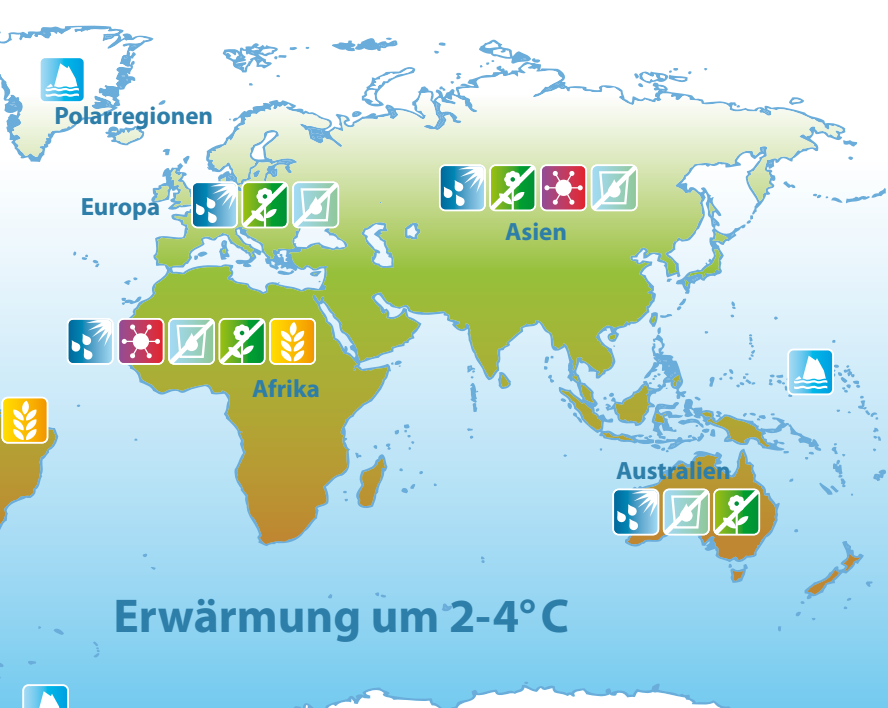 Polarregionen
Europa
Asien
Afrika
Australien
Erwärmung um 2-4°C